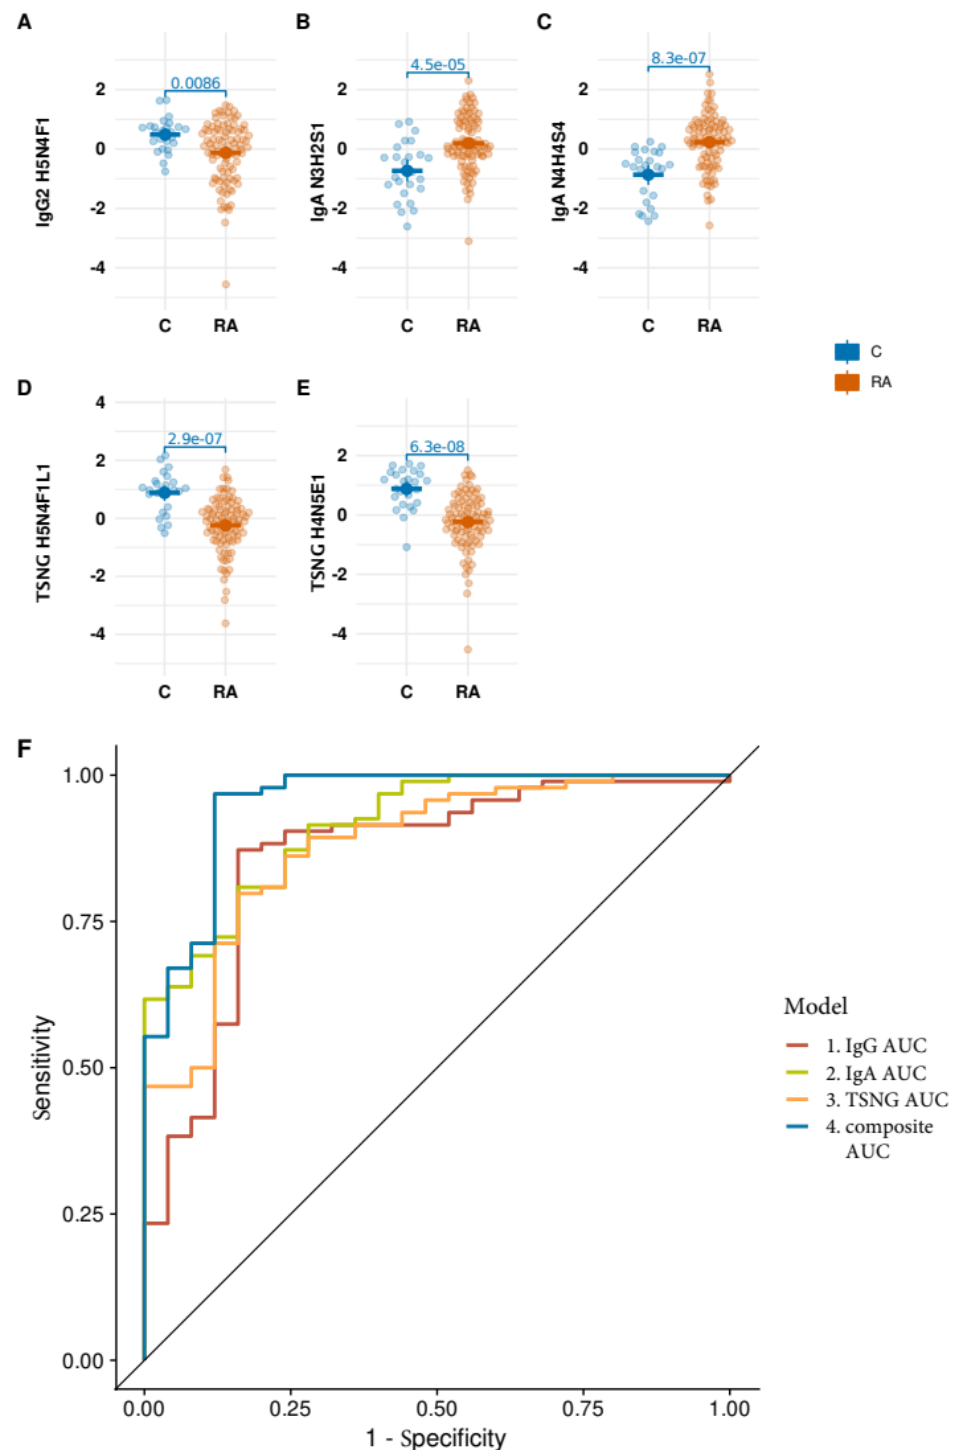 A
B
C
0.0086
4.5e-05
8.3e-07
IgG2 H5N4F1
2
0
-2
-4
C RA
IgA N3H2S1
2
0
-2
-4
C RA
IgA N4H4S4
2
0
-2
-4
C RA
C
RA
D
E
2.9e-07
6.3e-08
TSNG H5N4F1L1
4
2
0
-2
-4
C RA
TSNG H4N5E1
2
0
-2
-4
C RA
F
Sensitivity
1.00
0.75
0.50
0.25
0.00
0.00 0.25 0.50 0.75 1.00
1 - Specificity
Model
1. IgG AUC
2. IgA AUC
3. TSNG AUC
4. composite
AUC